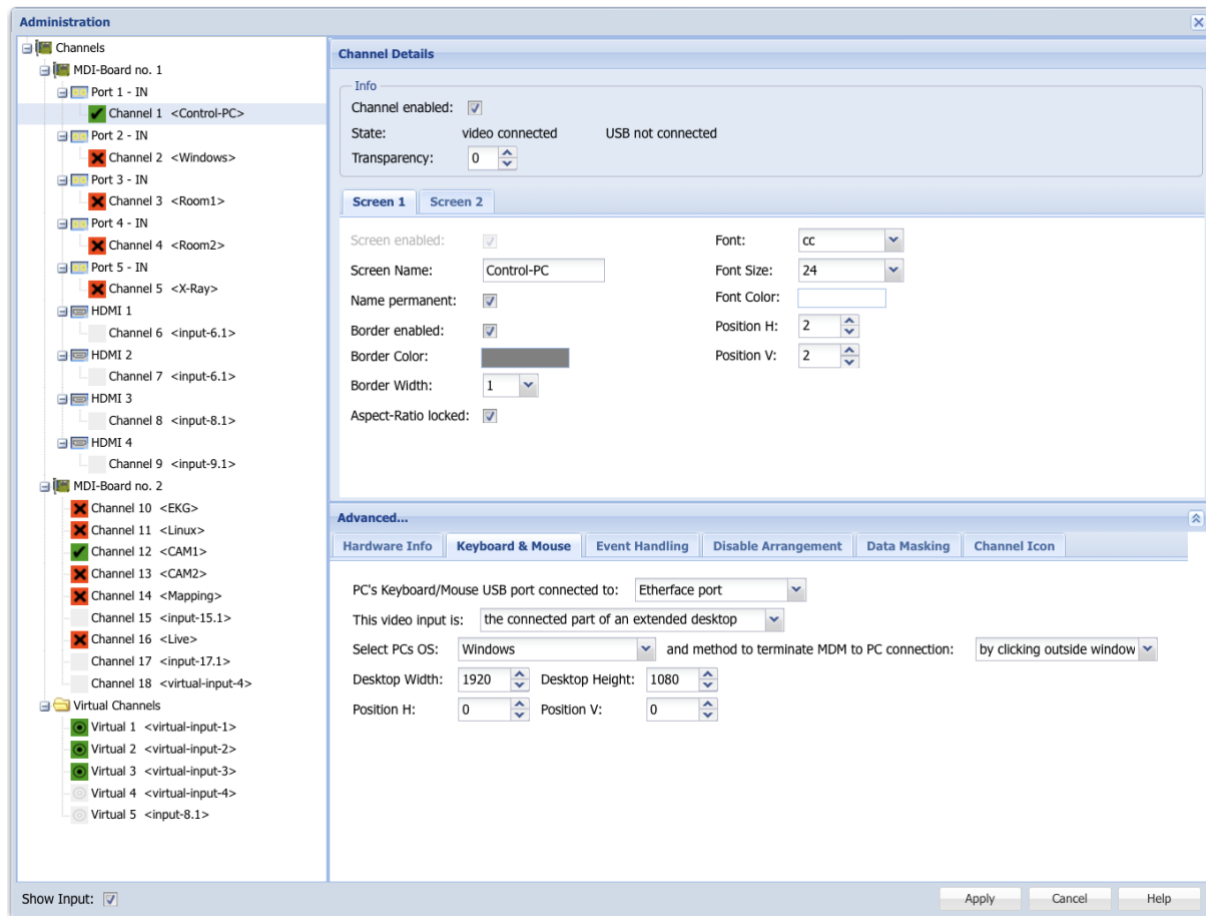 Administration
Channels
MDI-Board no. 1
Port 1 - IN
Channel 1 <Control-PC>
Port 2 - IN
Channel 2 <Windows>
Port 3 - IN
Channel 3 <Room1>
Port 4 - IN
Channel 4 <Room2>
Port 5 - IN
Channel 5 <X-Ray>
HDMI 1
Channel 6 <input-6.1>
HDMI 2
Channel 7 <input-6.1>
HDMI 3
Channel 8 <input-8.1>
HDMI 4
Channel 9 <input-9.1>
MDI-Board no. 2
Channel 10 <EKG>
Channel 11 <Linux>
Channel 12 <CAM1>
Channel 13 <CAM2>
Channel 14 <Mapping>
Channel 15 <input-15.1>
Channel 16 <Live>
Channel 17 <input-17.1>
Channel 18 <virtual-input-4>
Virtual Channels
Virtual 1 <virtual-input-1>
Virtual 2 <virtual-input-2>
Virtual 3 <virtual-input-3>
Virtual 4 <virtual-input-4>
Virtual 5 <input-8.1>
Channel Details
Info
Channel enabled:
State: video connected USB not connected
Transparency: 0
Screen 1 Screen 2
Screen enabled:
Screen Name: Control-PC
Name permanent:
Border enabled:
Border Color:
Border Width: 1
Aspect-Ratio locked:
Font: cc
Font Size: 24
Font Color:
Position H: 2
Position V: 2
Advanced...
Hardware Info Keyboard & Mouse Event Handling Disable Arrangement Data Masking Channel Icon
PC's Keyboard/Mouse USB port connected to: Etherface port
This video input is: the connected part of an extended desktop
Select PCs OS: Windows and method to terminate MDM to PC connection: by clicking outside window
Desktop Width: 1920 Desktop Height: 1080
Position H: 0 Position V: 0
Show Input:
Apply Cancel Help